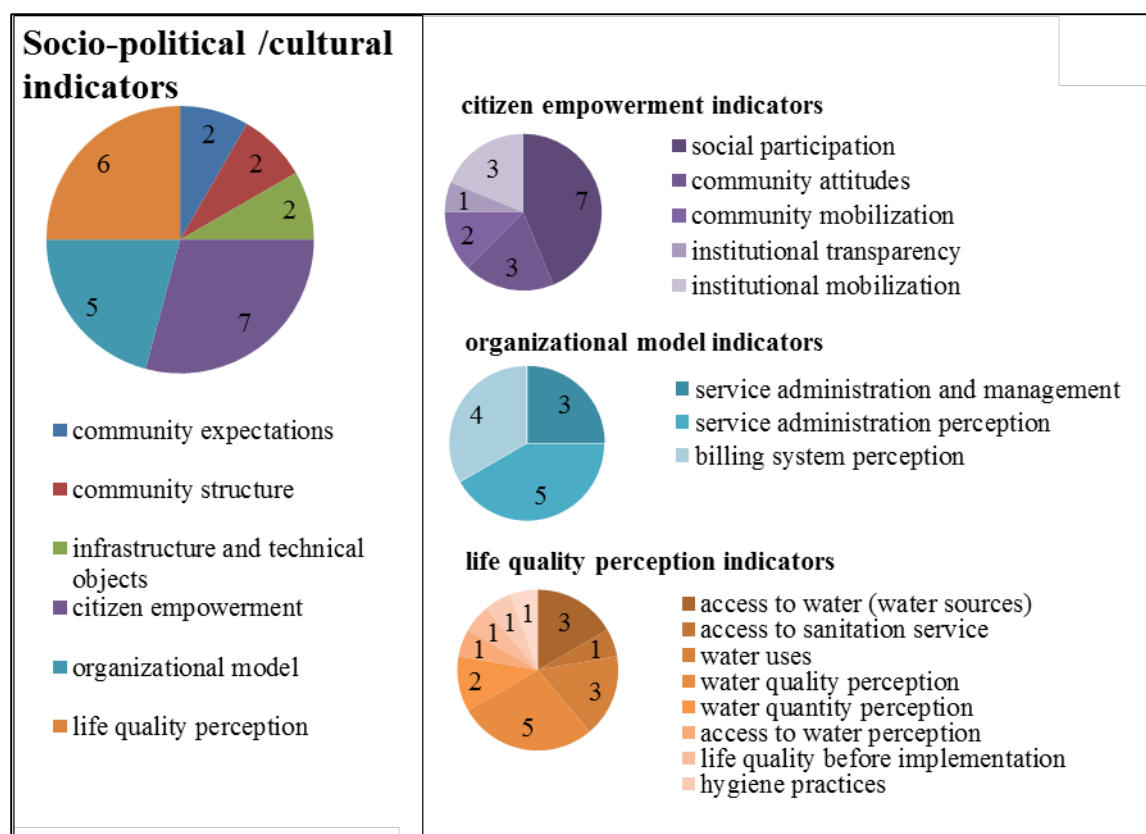 Socio-political /cultural
indicators
2
2
2
7
5
6
community expectations
community structure
infrastructure and technical
objects
citizen empowerment
organizational model
life quality perception
citizen empowerment indicators
7
3
2
1
3
social participation
community attitudes
community mobilization
institutional transparency
institutional mobilization
organizational model indicators
3
5
4
service administration and management
service administration perception
billing system perception
life quality perception indicators
3
1
3
5
2
1
1
1
1
access to water (water sources)
access to sanitation service
water uses
water quality perception
water quantity perception
access to water perception
life quality before implementation
hygiene practices